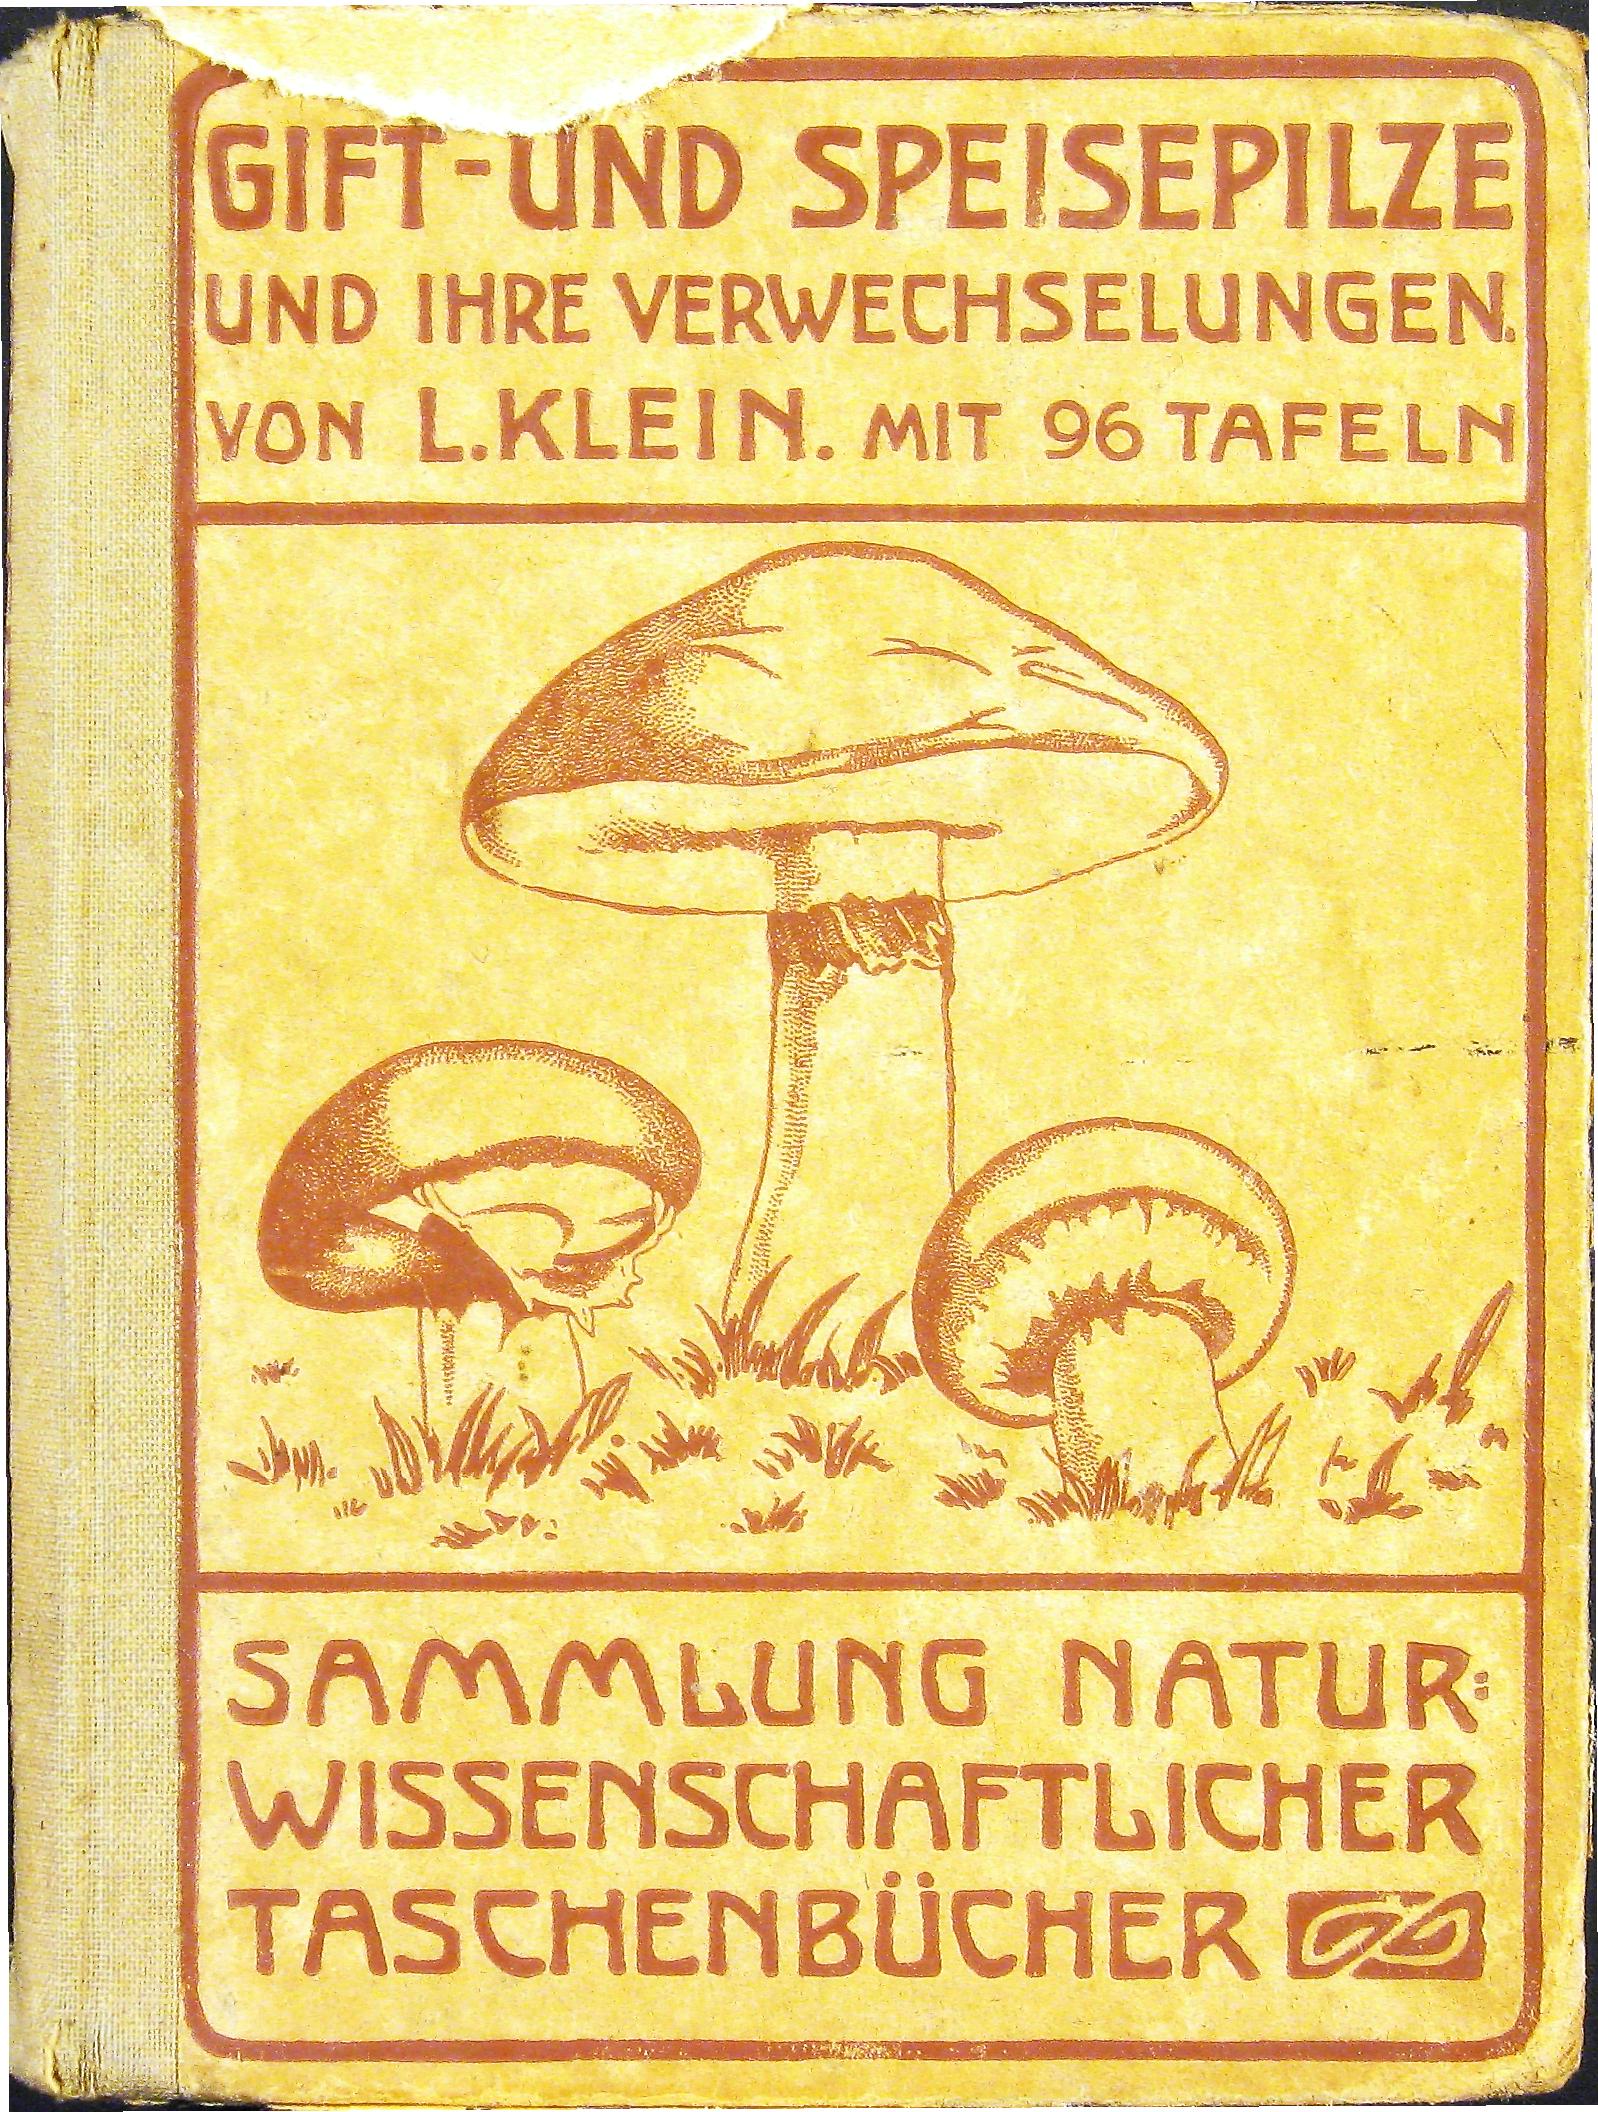 GIFT-UND SPEISEPILZE
UND IHRE VERWECHSELUNGEN.
VON L.KLEIN. MIT 96 TAFELN
SAMMLUNG NATUR:
WISSENSCHAFTLICHER
TASCHENBÜCHER